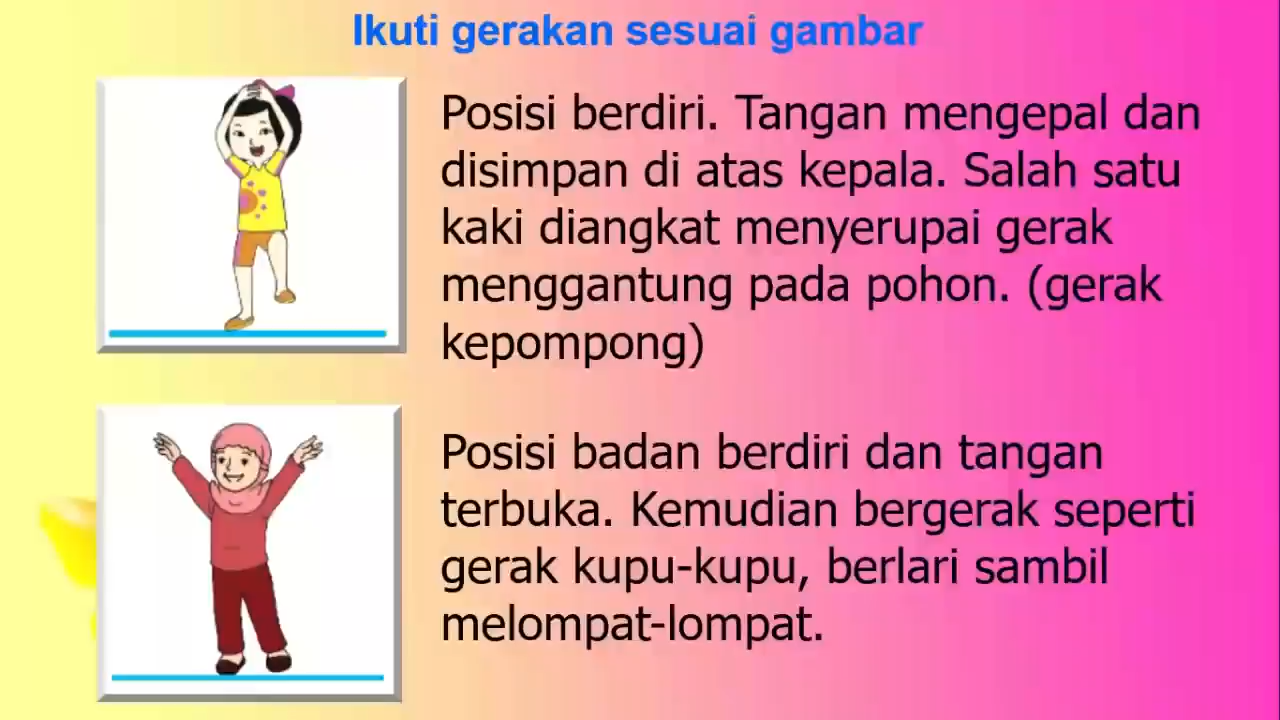 Ikuti gerakan sesuai gambar
Posisi berdiri. Tangan mengepal dan
disimpan di atas kepala. Salah satu
kaki diangkat menyerupai gerak
menggantung pada pohon. (gerak
kepompong)
Posisi badan berdiri dan tangan
terbuka. Kemudian bergerak seperti
gerak kupu-kupu, berlari sambil
melompat-lompat.